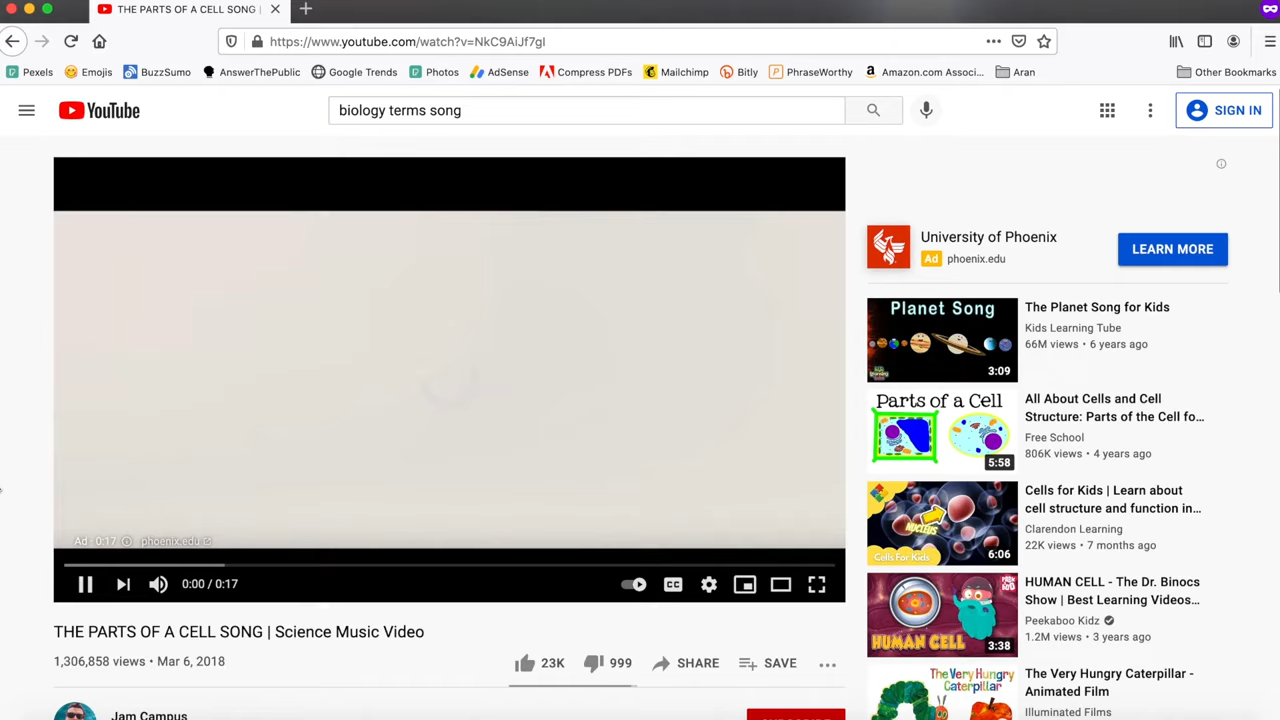 THE PARTS OF A CELL SONG |
https://www.youtube.com/watch?v=NkC9AiJf7gI
Pexels Emojis BuzzSumo AnswerThePublic Google Trends Photos AdSense Compress PDFs Mailchimp Bitly PhraseWorthy Amazon.com Associ... Aran Other Bookmarks
YouTube
biology terms song
SIGN IN
Ad · 0:17 phoenix.edu
0:00 / 0:17
CC
THE PARTS OF A CELL SONG | Science Music Video
1,306,858 views • Mar 6, 2018
23K 999 SHARE SAVE
Jam Campus
University of Phoenix
Ad phoenix.edu
LEARN MORE
Planet Song
3:09
The Planet Song for Kids
Kids Learning Tube
66M views • 6 years ago
Parts of a Cell
5:58
All About Cells and Cell
Structure: Parts of the Cell fo...
Free School
806K views • 4 years ago
NUCLEUS
Cells For Kids
6:06
Cells for Kids | Learn about
cell structure and function in...
Clarendon Learning
22K views • 7 months ago
HUMAN CELL
3:38
HUMAN CELL - The Dr. Binocs
Show | Best Learning Videos...
Peekaboo Kidz
1.2M views • 3 years ago
The Very Hungry
Caterpillar
The Very Hungry Caterpillar -
Animated Film
Illuminated Films